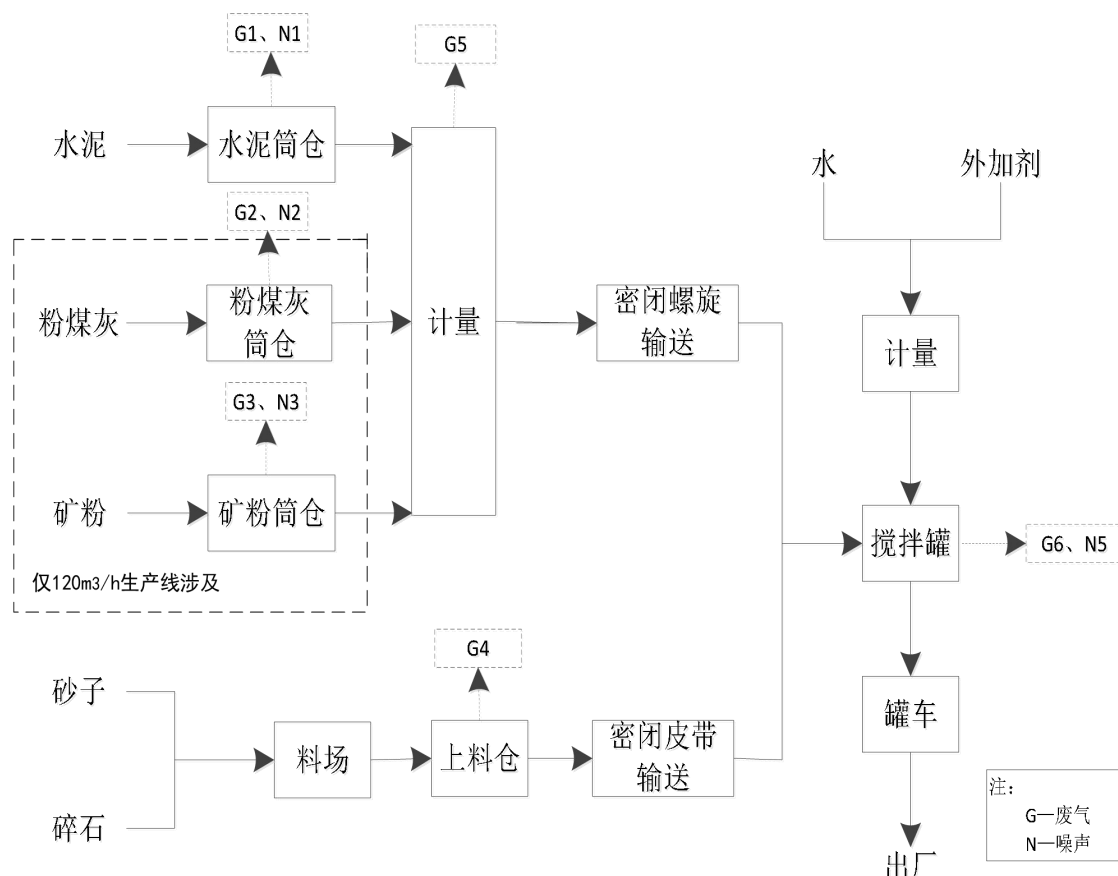 G1、N1
G5
水泥
水泥筒仓
水
外加剂
G2、N2
粉煤灰
粉煤灰
筒仓
计量
密闭螺旋
输送
计量
G3、N3
矿粉
矿粉筒仓
搅拌罐
G6、N5
仅120m3/h生产线涉及
G4
砂子
料场
上料仓
密闭皮带
输送
罐车
碎石
注：
G—废气
N—噪声
出厂